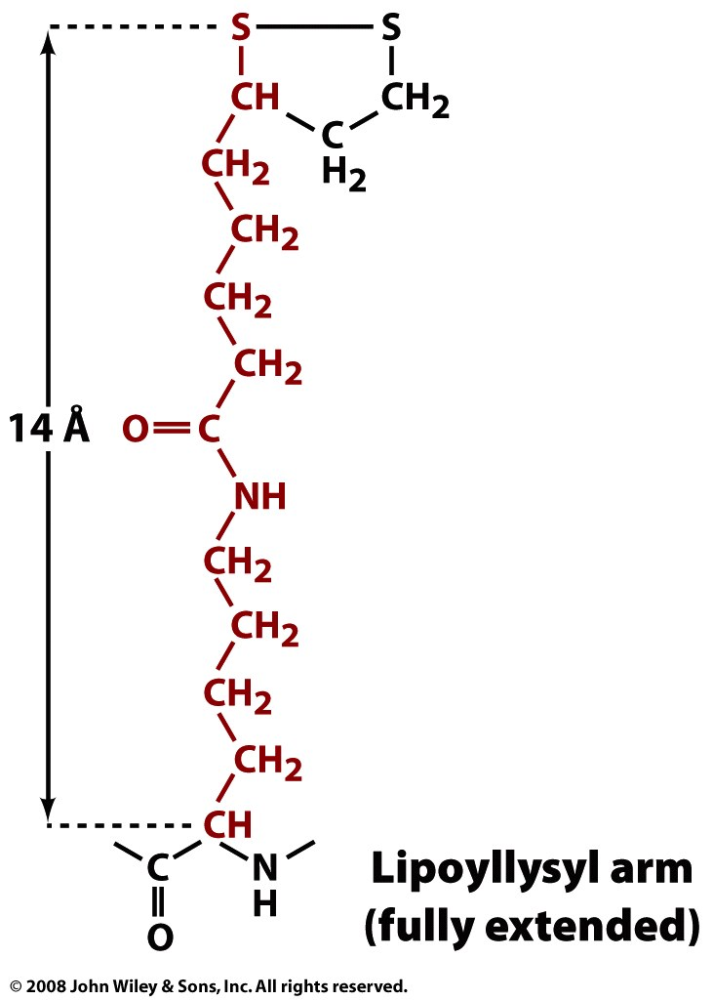 S S
CH CH2
C
H2
CH2
CH2
CH2
CH2
14 Å O C
NH
CH2
CH2
CH2
CH2
CH
C N
H
O
Lipoyllysyl arm
(fully extended)
© 2008 John Wiley & Sons, Inc. All rights reserved.